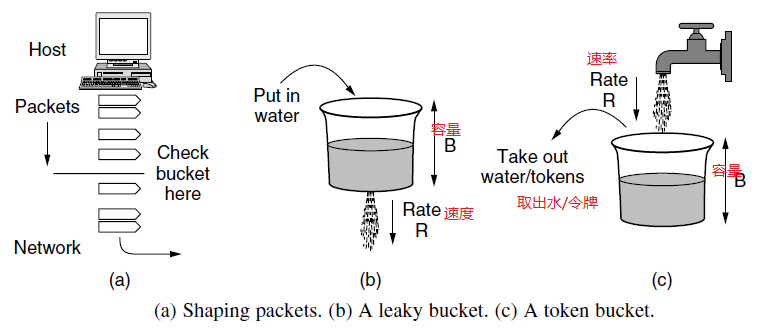 Host
Packets
Check
bucket
here
Network
(a)
Put in
water
容量
B
Rate 速度
R
(b)
速率
Rate
R
Take out
water/tokens
取出水/令牌
容量
B
(c)
(a) Shaping packets. (b) A leaky bucket. (c) A token bucket.